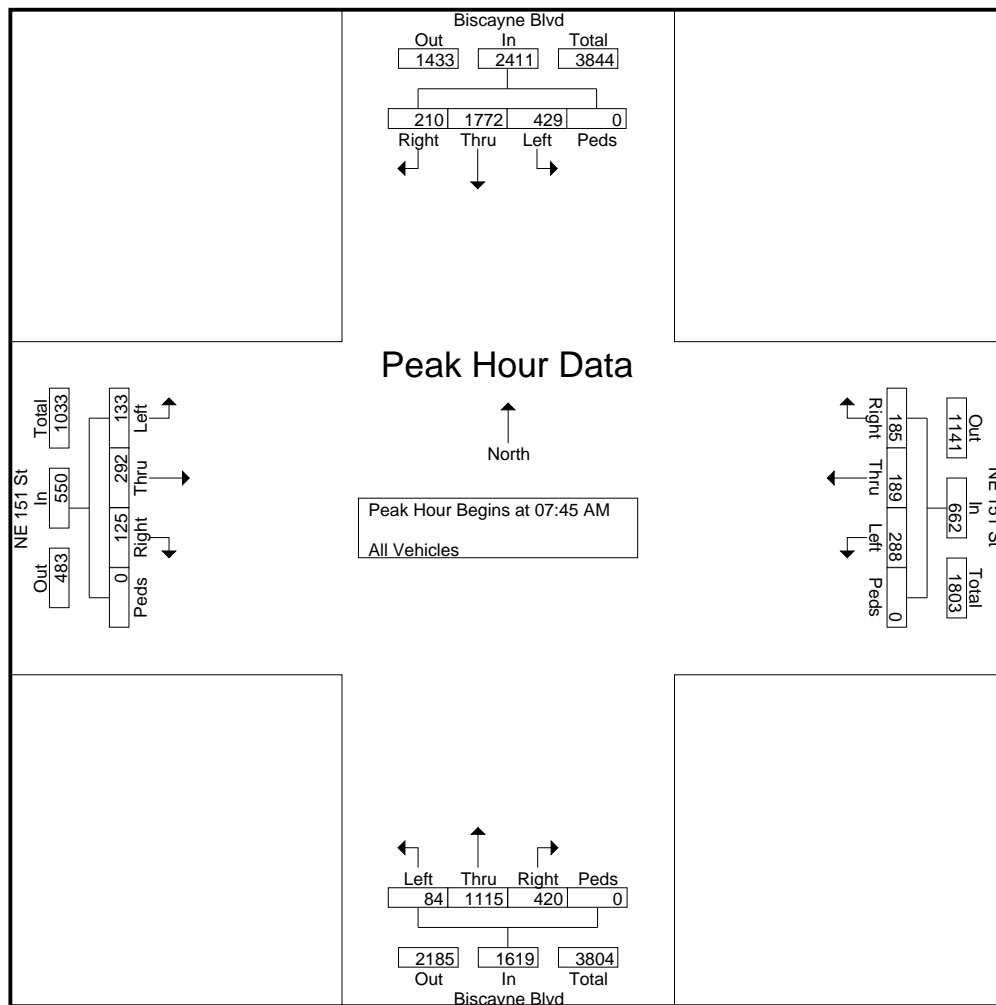 Biscayne Blvd
Out In Total
1433 2411 3844
210 1772 429 0
Right Thru Left Peds
Peak Hour Data
North
Peak Hour Begins at 07:45 AM
All Vehicles
NE 151 St
Total In Out
1033 550 483
133 292 125 0
Left Thru Right Peds
Right Thru Left Peds
185 189 288 0
Out In Total
1141 662 1803
NE 151 St
Left Thru Right Peds
84 1115 420 0
2185 1619 3804
Out In Total
Biscayne Blvd